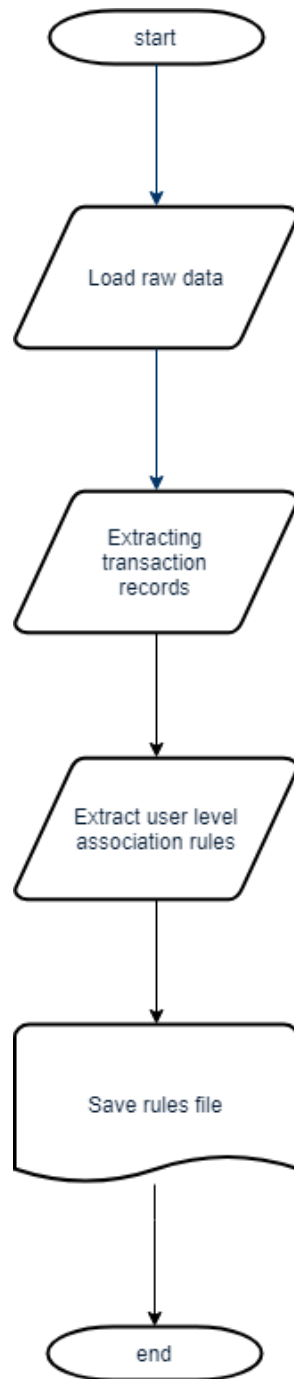 start
Load raw data
Extracting
transaction
records
Extract user level
association rules
Save rules file
end